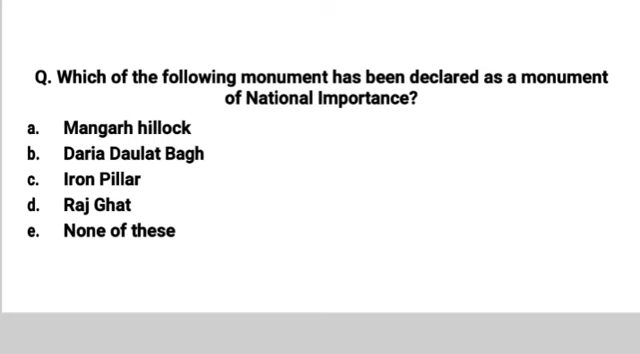 Q. Which of the following monument has been declared as a monument
of National Importance?
a. Mangarh hillock
b. Daria Daulat Bagh
c. Iron Pillar
d. Raj Ghat
e. None of these